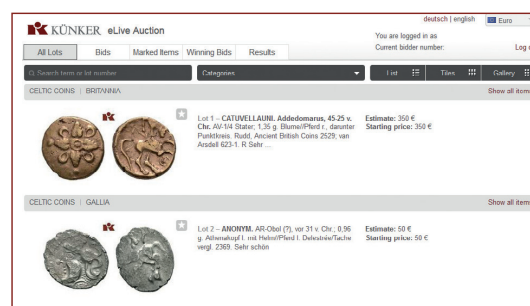 deutsch | english
Euro
KÜNKER eLive Auction
You are logged in as
Current bidder number:
Log
All Lots
Bids
Marked Items
Winning Bids
Results
Search term or lot number
Categories
List
Tiles
Gallery
CELTIC COINS | BRITANNIA
Show all item
Lot 1 – CATUVELLAUNI. Addedomarus, 45-25 v.
Chr. AV-1/4 Stater; 1,35 g. Blume//Pferd r., darunter
Punktkreis. Rudd, Ancient British Coins 2529; van
Arsdell 623-1. R Sehr ...
Estimate: 350 €
Starting price: 350 €
CELTIC COINS | GALLIA
Show all item
Lot 2 – ANONYM. AR-Obol (?), vor 31 v. Chr.; 0,96
g. Athenakopf l. mit Helm//Pferd l. Delestrée/Tache
vergl. 2369. Sehr schön
Estimate: 50 €
Starting price: 50 €